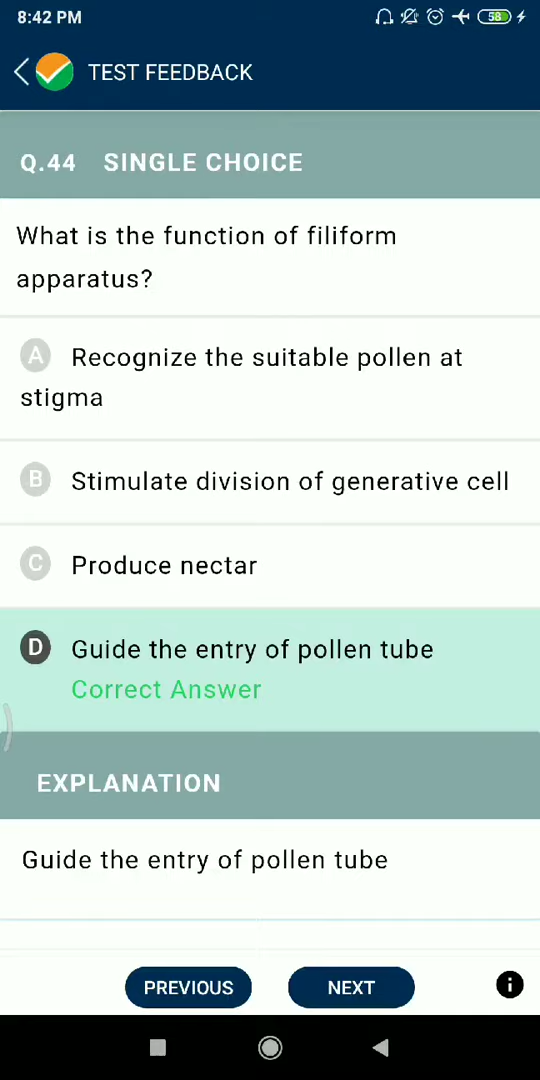 8:42 PM
58
TEST FEEDBACK
Q.44 SINGLE CHOICE
What is the function of filiform
apparatus?
A Recognize the suitable pollen at
stigma
B Stimulate division of generative cell
C Produce nectar
D Guide the entry of pollen tube
Correct Answer
EXPLANATION
Guide the entry of pollen tube
PREVIOUS
NEXT